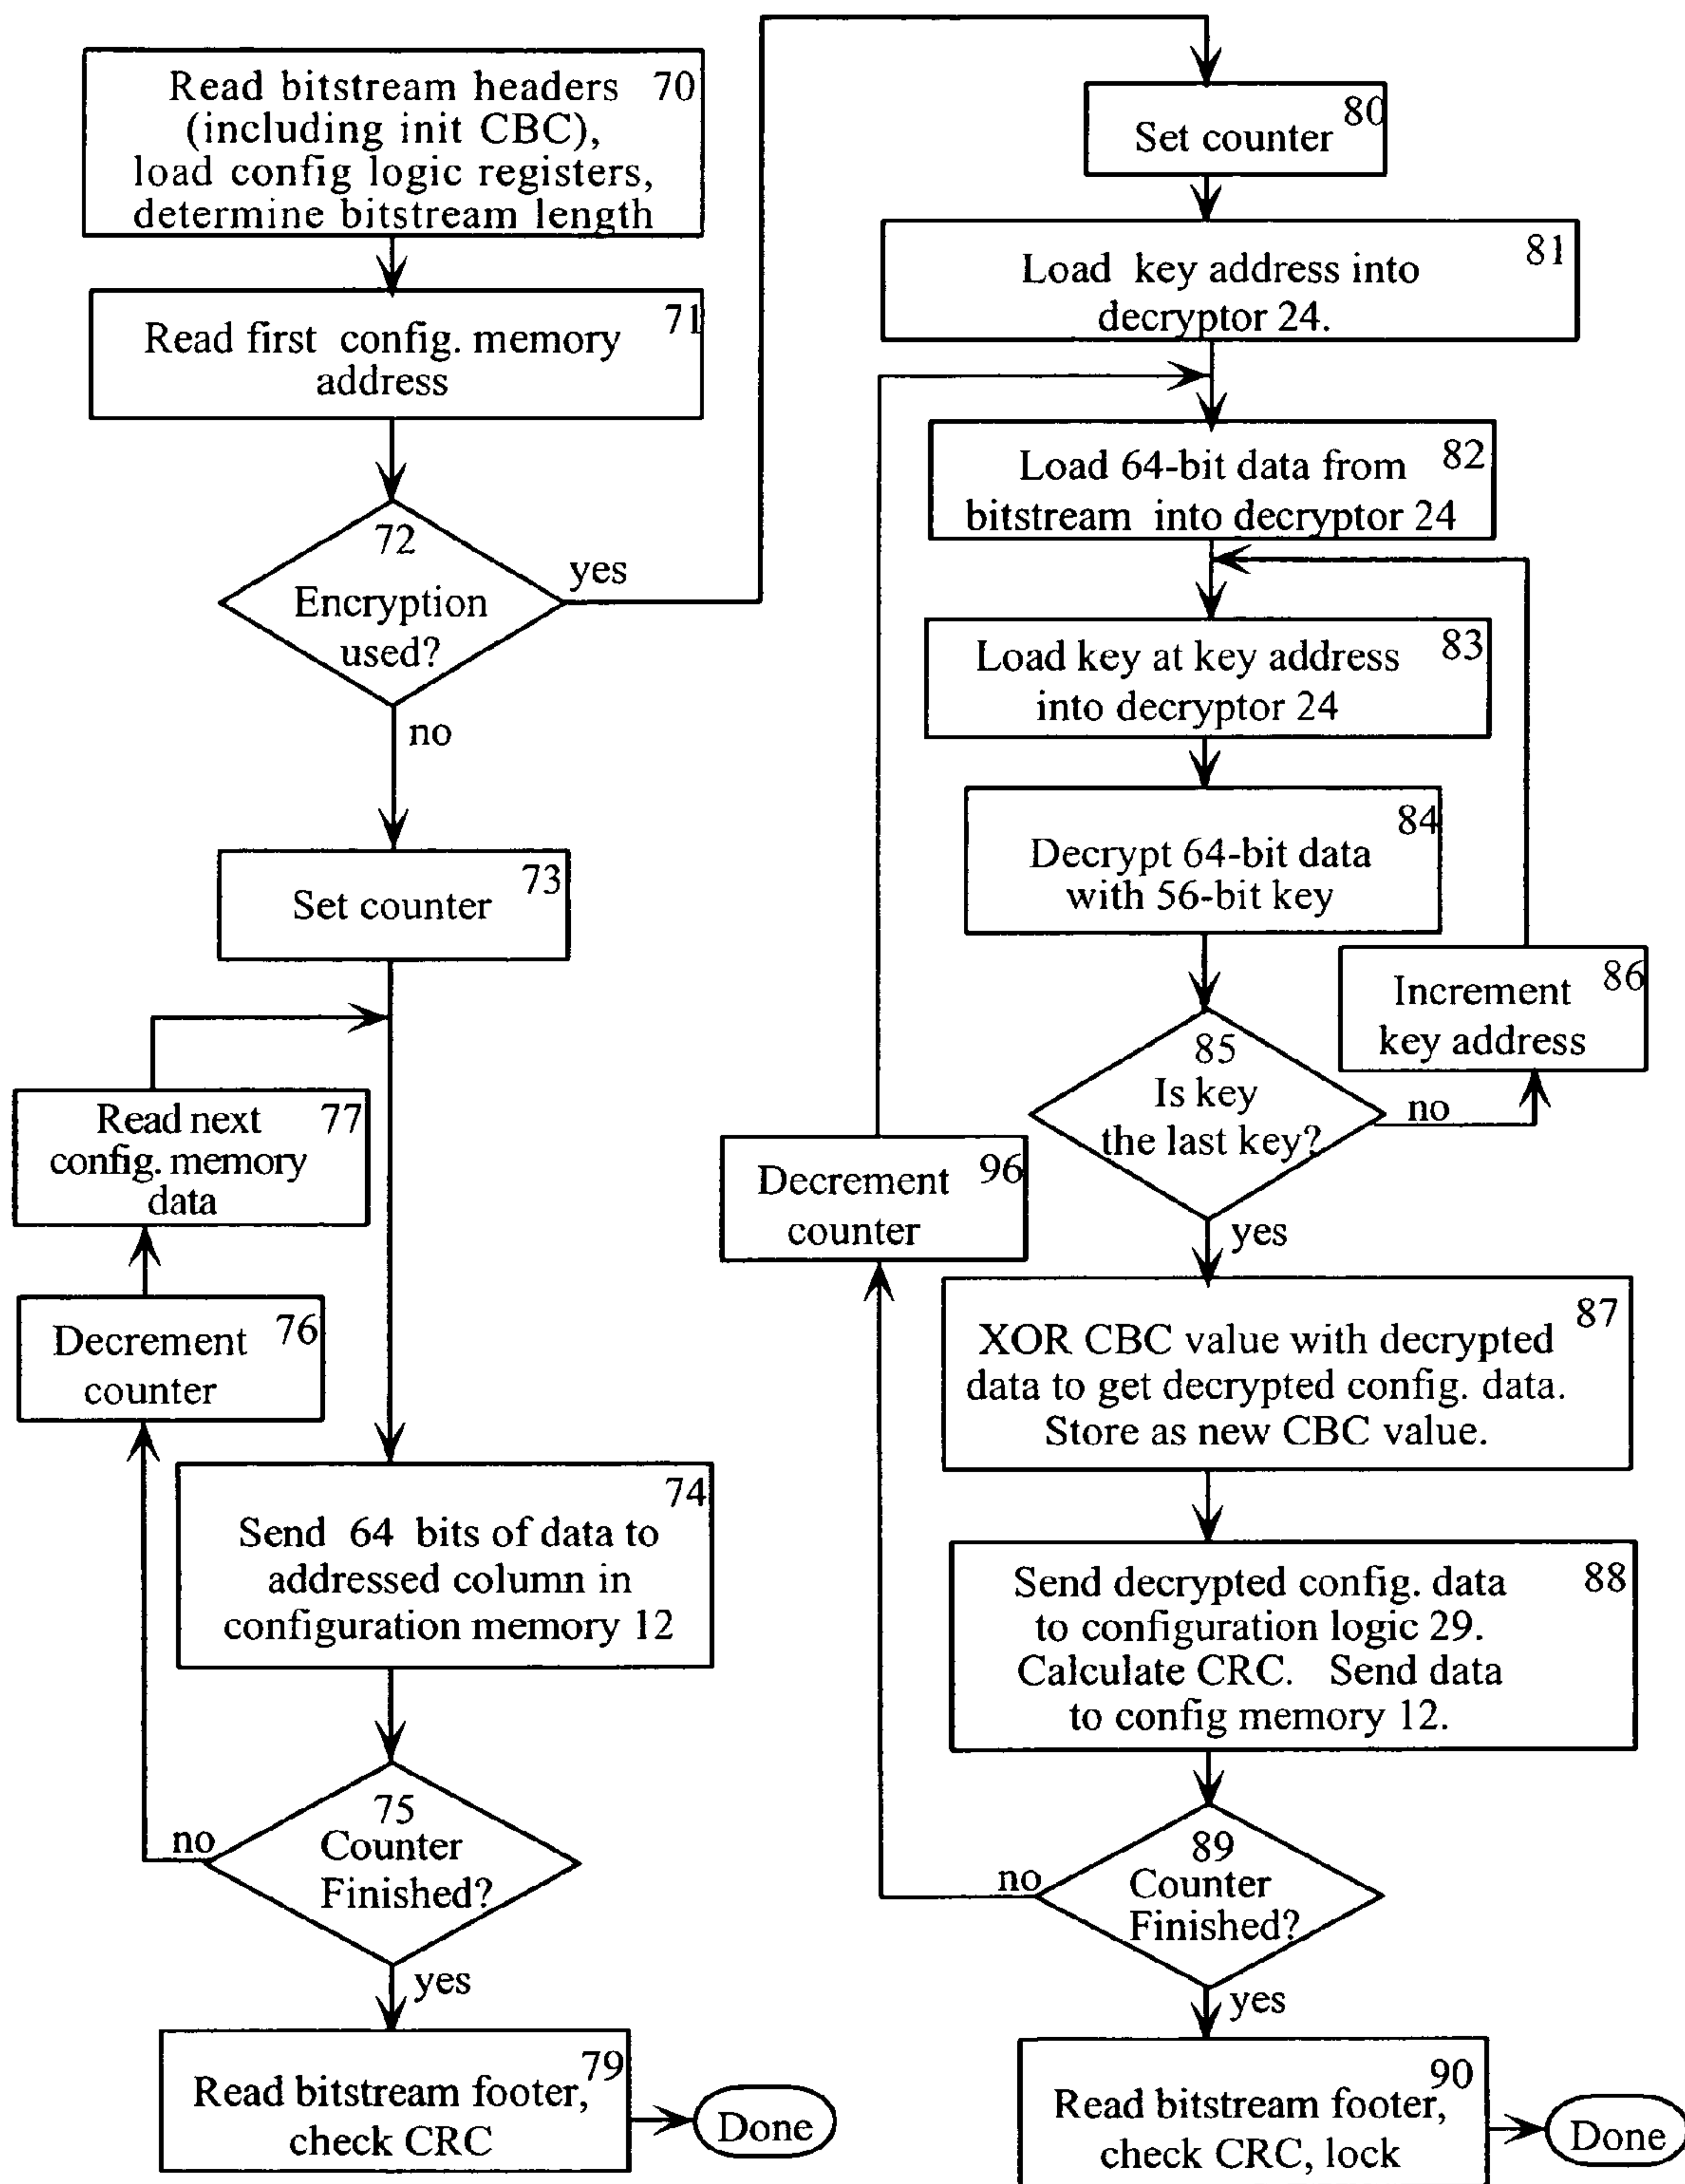 Read bitstream headers 70
(including init CBC),
load config logic registers,
determine bitstream length
Read first config. memory 71
address
72
Encryption
used?
yes
no
Set counter 73
Read next 77
config. memory
data
Decrement 76
counter
74
Send 64 bits of data to
addressed column in
configuration memory 12
75
Counter
Finished?
no
yes
Read bitstream footer, 79
check CRC
Done
Set counter 80
81
Load key address into
decryptor 24.
Load 64-bit data from 82
bitstream into decryptor 24
Load key at key address 83
into decryptor 24
84
Decrypt 64-bit data
with 56-bit key
85
Is key
the last key?
no
Increment 86
key address
yes
Decrement 96
counter
87
XOR CBC value with decrypted
data to get decrypted config. data.
Store as new CBC value.
Send decrypted config. data 88
to configuration logic 29.
Calculate CRC. Send data
to config memory 12.
89
Counter
Finished?
no
yes
90
Read bitstream footer,
check CRC, lock
Done